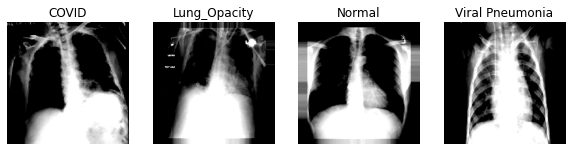 COVID
Lung_Opacity
Normal
Viral Pneumonia